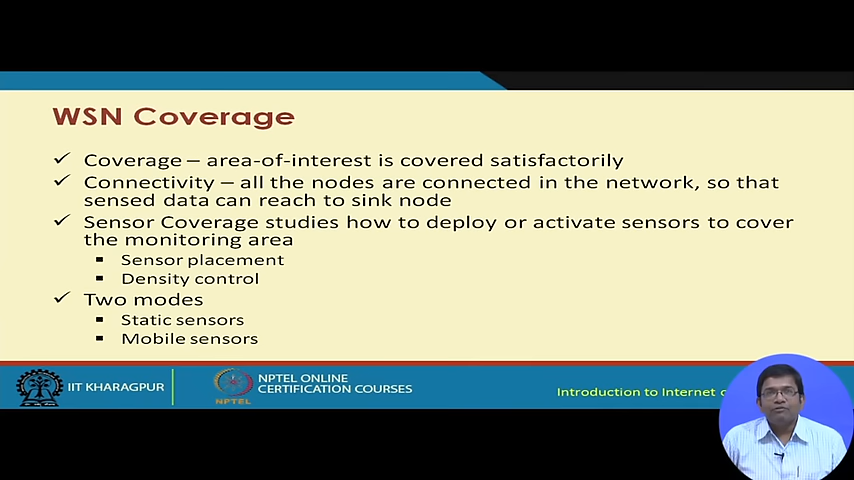 WSN Coverage
Coverage – area-of-interest is covered satisfactorily
Connectivity – all the nodes are connected in the network, so that
sensed data can reach to sink node
Sensor Coverage studies how to deploy or activate sensors to cover
the monitoring area
Sensor placement
Density control
Two modes
Static sensors
Mobile sensors
IIT KHARAGPUR
NPTEL ONLINE
CERTIFICATION COURSES
NPTEL
Introduction to Internet